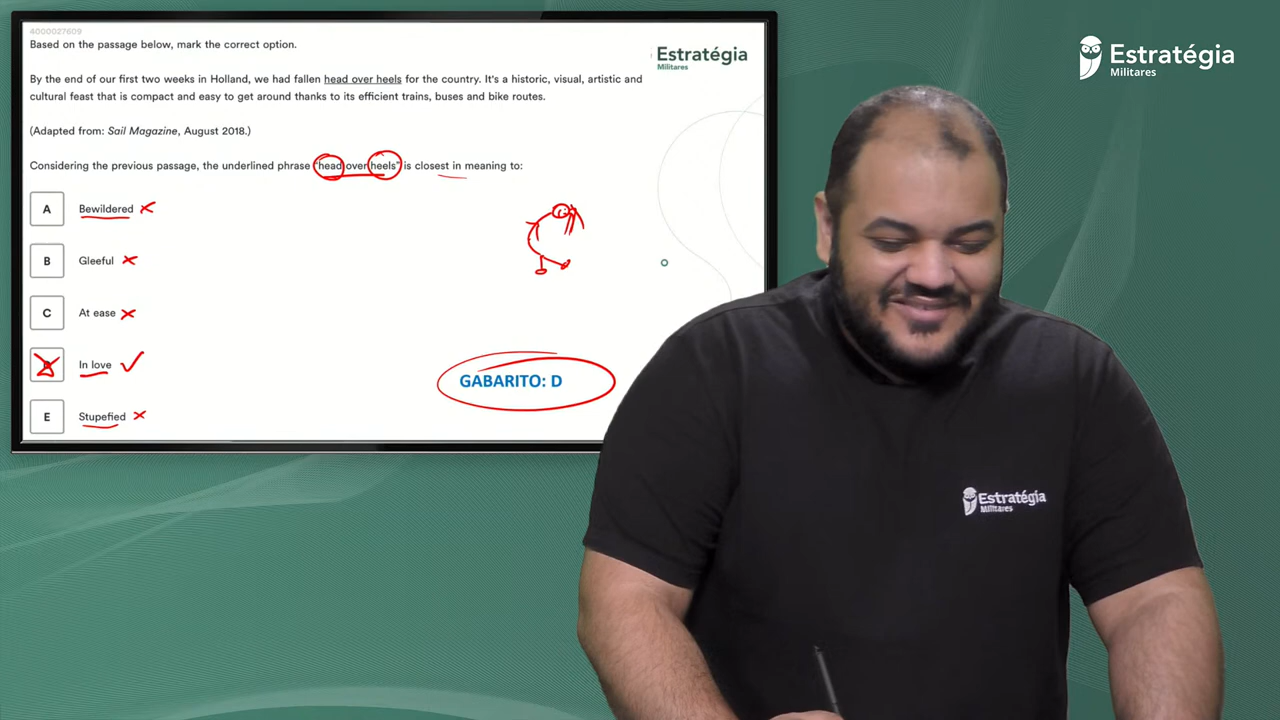 4000027609
Based on the passage below, mark the correct option.
Estratégia
Militares
By the end of our first two weeks in Holland, we had fallen head over heels for the country. It's a historic, visual, artistic and
cultural feast that is compact and easy to get around thanks to its efficient trains, buses and bike routes.
(Adapted from: Sail Magazine, August 2018.)
Considering the previous passage, the underlined phrase "head over heels" is closest in meaning to:
A Bewildered
B Gleeful
C At ease
D In love
E Stupefied
GABARITO: D
Estratégia
Militares
Estratégia
Militares